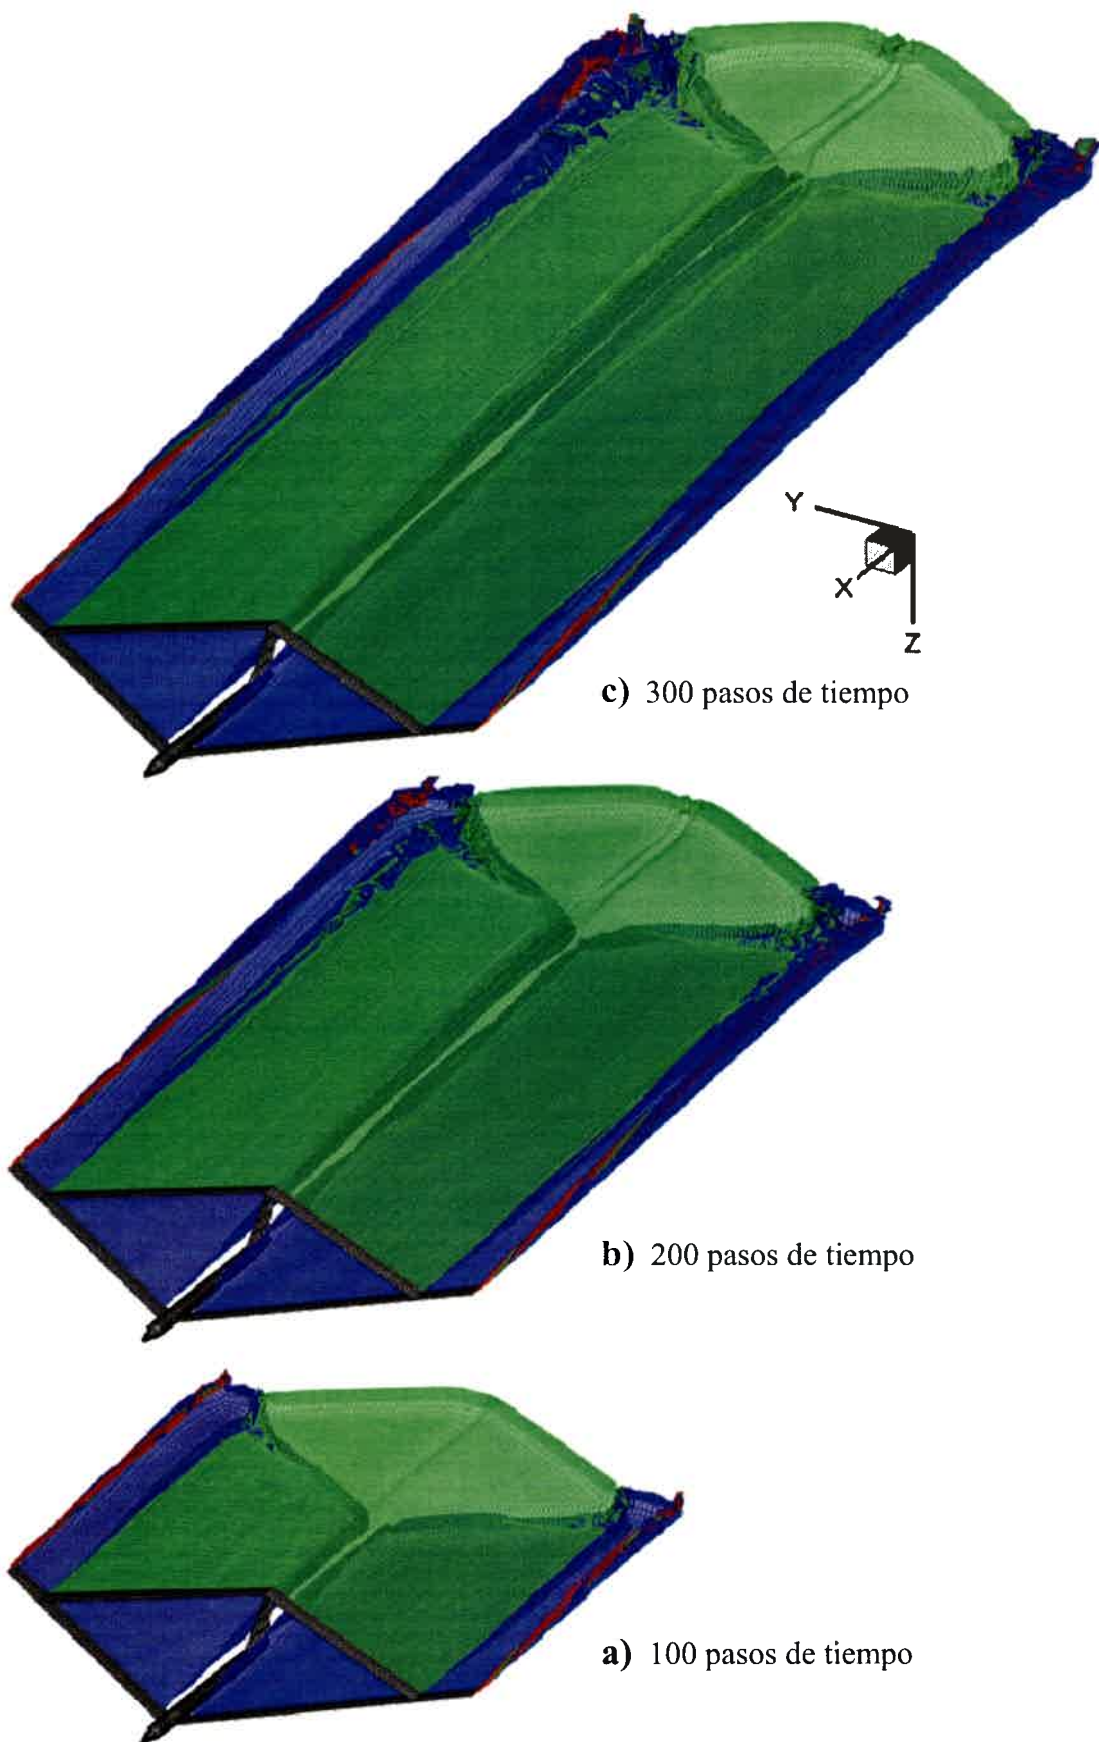 Y
X
Z
c) 300 pasos de tiempo
b) 200 pasos de tiempo
a) 100 pasos de tiempo